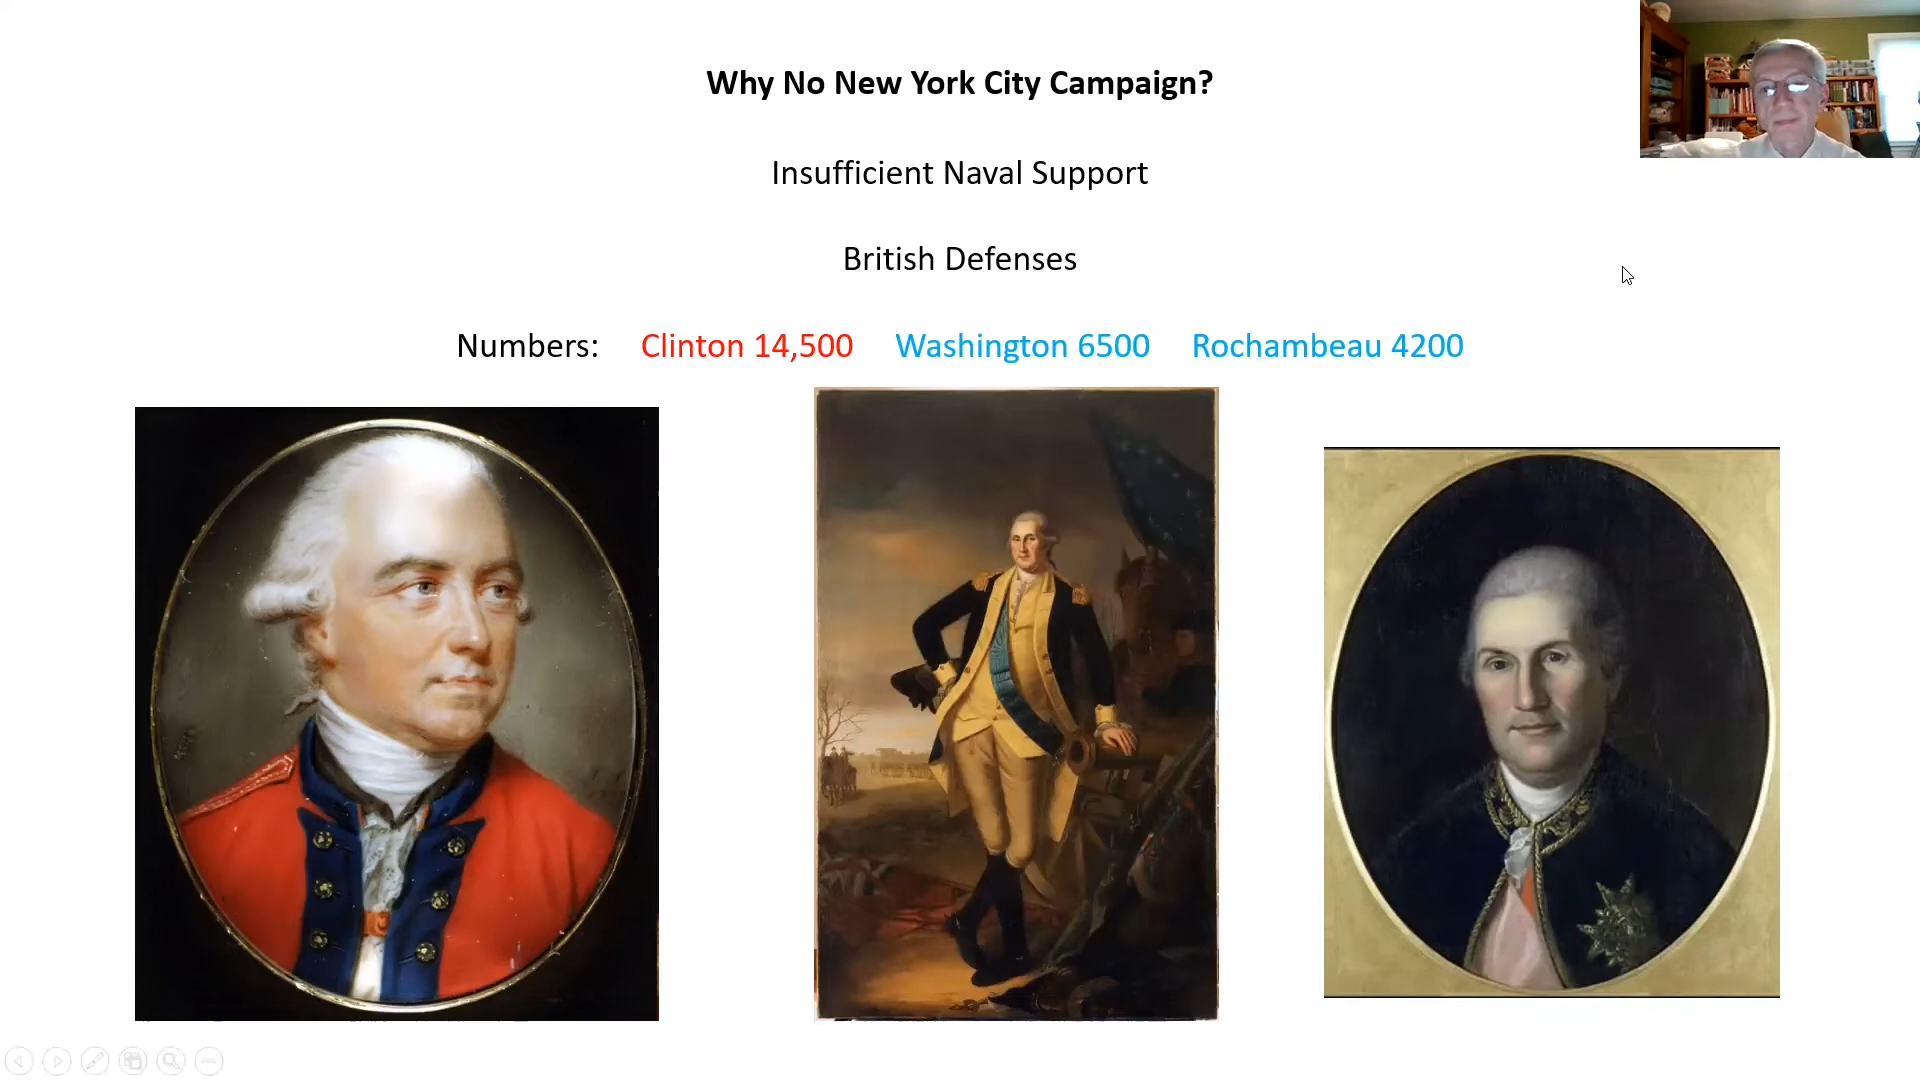 Why No New York City Campaign?
Insufficient Naval Support
British Defenses
Numbers: Clinton 14,500 Washington 6500 Rochambeau 4200